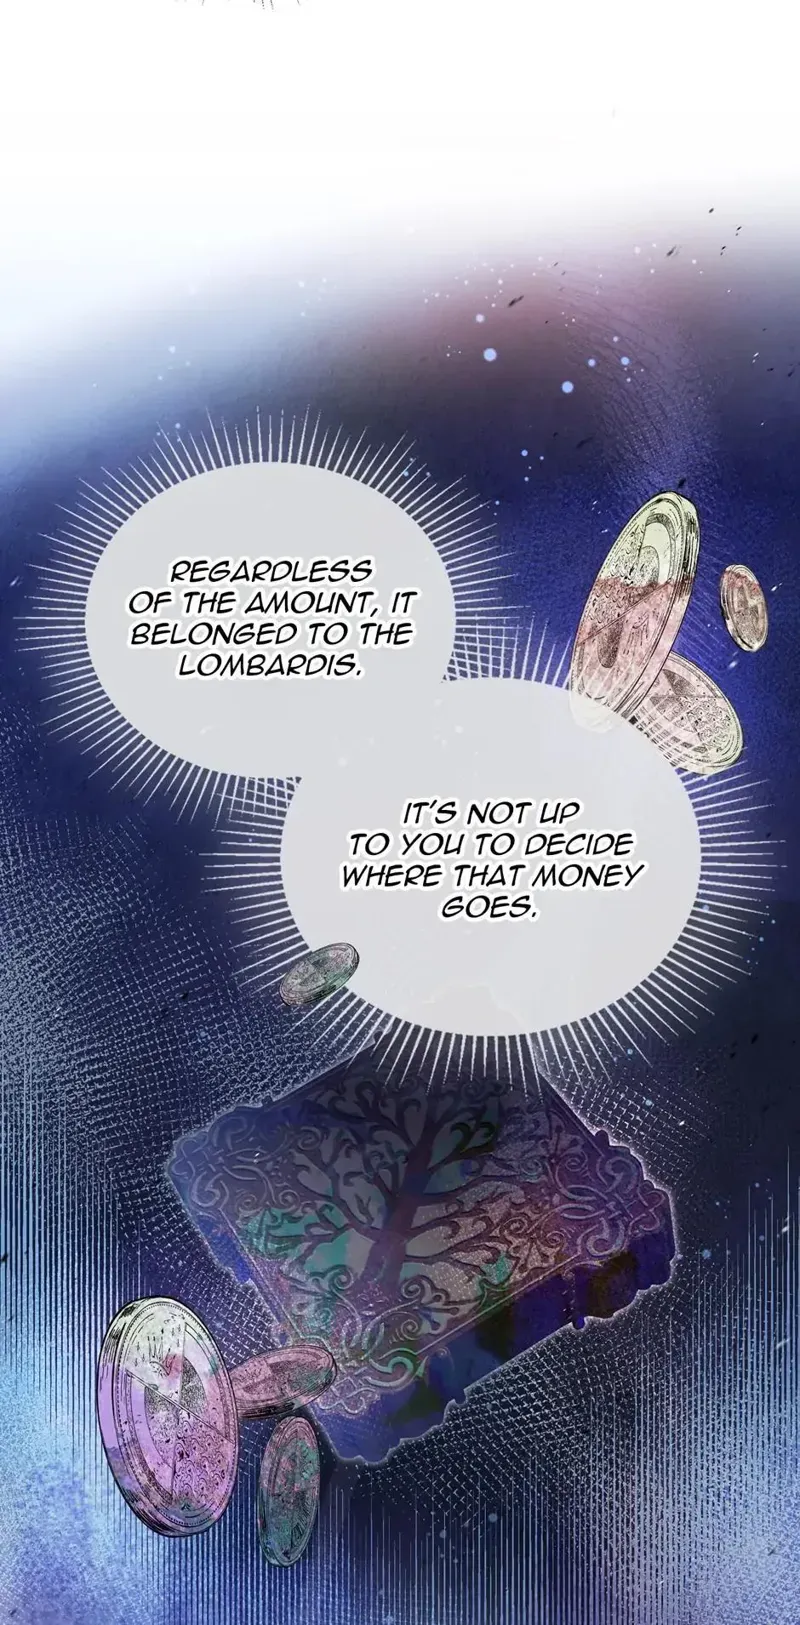 REGARDLESS
OF THE AMOUNT, IT
BELONGED TO THE
LOMBARDIS.
IT'S NOT UP
TO YOU TO DECIDE
WHERE THAT MONEY
GOES.